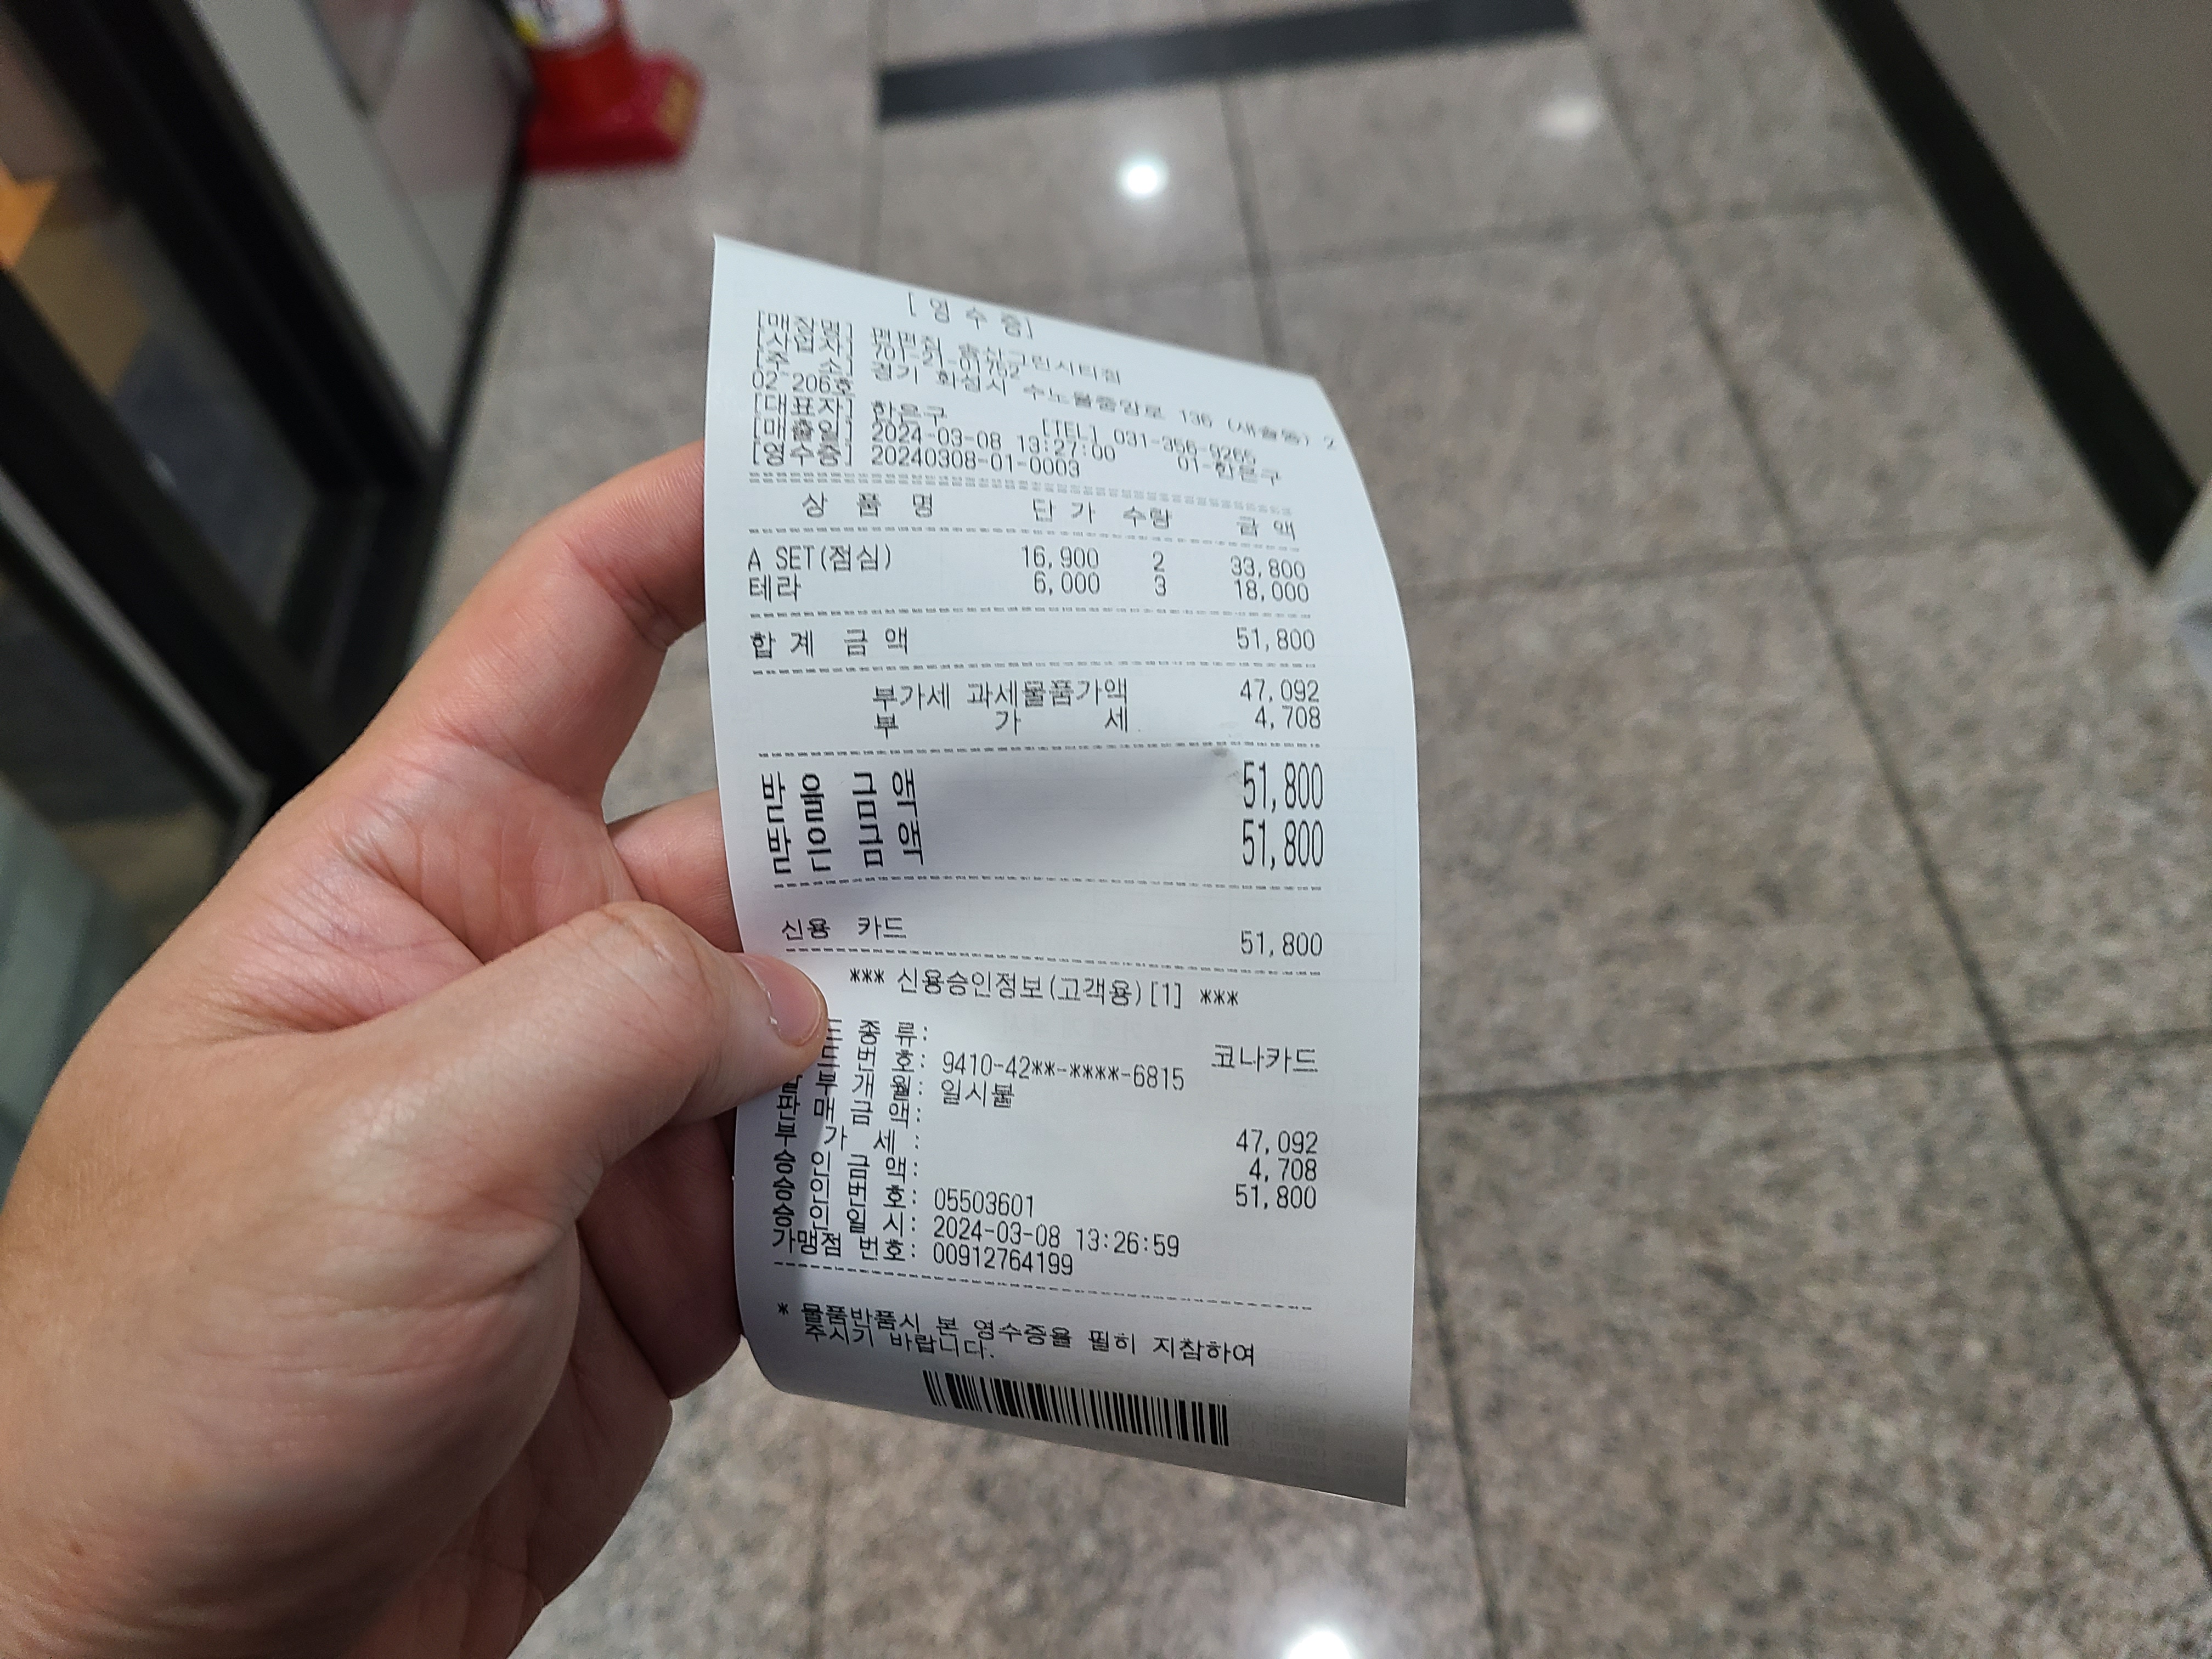 [ 영 수 증]
[매장명] 송산그린시티점
[사업자] 701-21-01762
[주 소] 경기 화성시 수노을중앙로 136 (새솔동) 2
02~206호
[대표자] 한은구 [TEL] 031-356-9265
[매출일] 2024-03-08 13:27:00 01-한은구
[영수증] 20240308-01-0003
상 품 명 단 가 수량 금 액
A SET(점심) 16,900 2 33,800
테라 6,000 3 18,000
합 계 금 액 51,800
부가세 과세물품가액 47,092
부 가 세 4,708
받 을 금 액 51,800
받 은 금 액 51,800
신용 카드 51,800
*** 신용승인정보(고객용)[1] ***
드 종 류: 코나카드
드 번 호: 9410-42**-****-6815
부 개 월: 일시불
판 매 금 액: 47,092
부 가 세 : 4,708
승 인 금 액: 51,800
승 인 번 호: 05503601
승 인 일 시: 2024-03-08 13:26:59
가맹점 번호: 00912764199
* 물품반품시 본 영수증을 필히 지참하여
주시기 바랍니다.